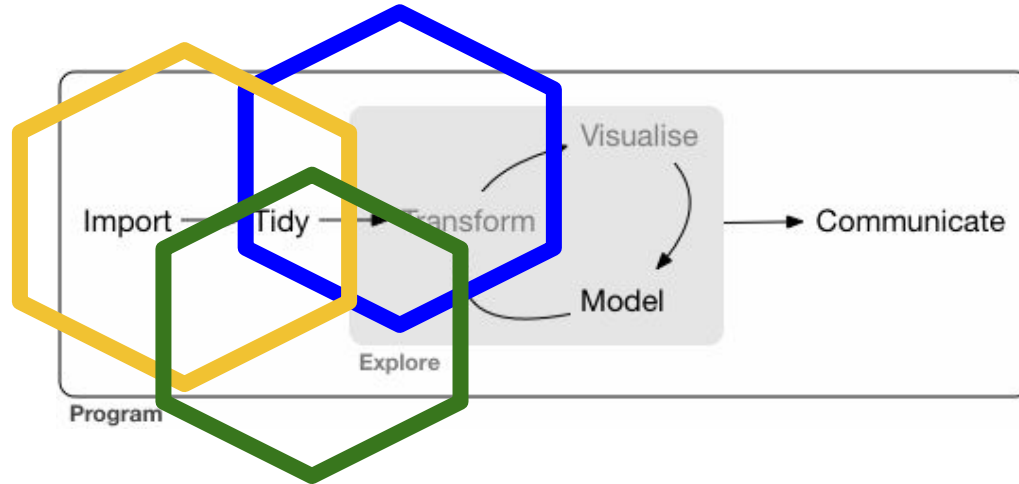 Visualise
Import Tidy Transform Communicate
Model
Explore
Program